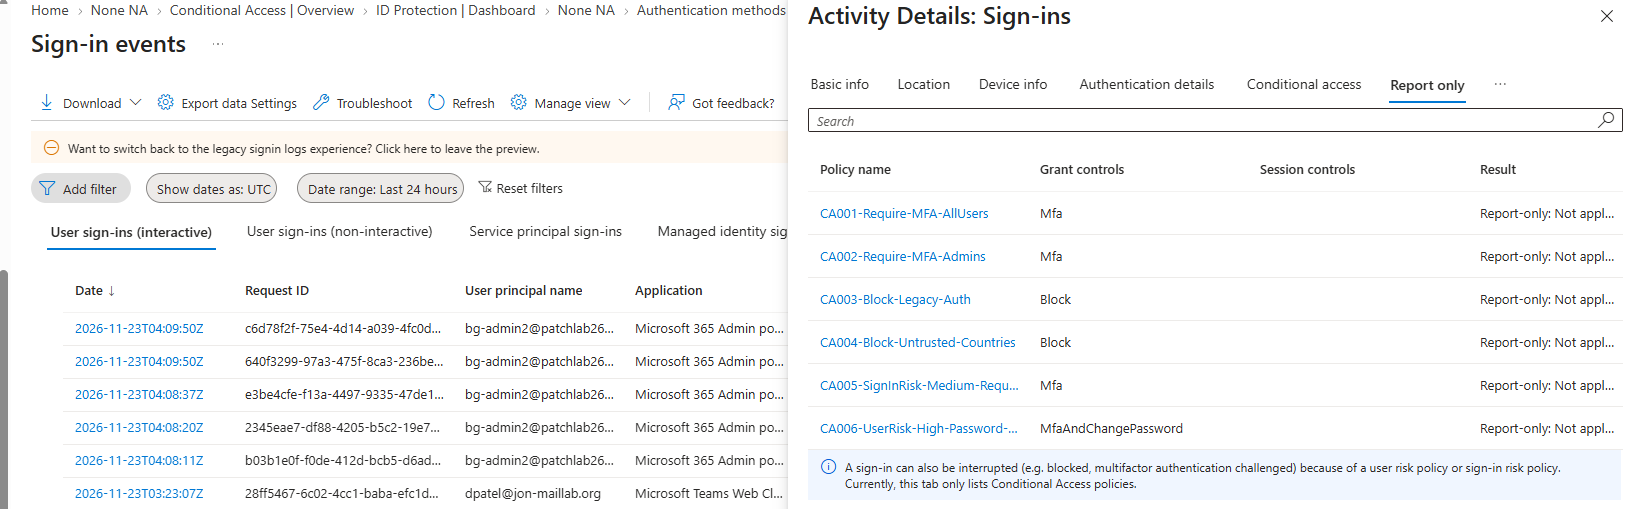 Home > None NA > Conditional Access | Overview > ID Protection | Dashboard > None NA > Authentication methods
Sign-in events ...
Download Export data Settings Troubleshoot Refresh Manage view Got feedback?
Want to switch back to the legacy signin logs experience? Click here to leave the preview.
Add filter Show dates as: UTC Date range: Last 24 hours Reset filters
User sign-ins (interactive) User sign-ins (non-interactive) Service principal sign-ins Managed identity sig
Date ↓ Request ID User principal name Application
2026-11-23T04:09:50Z c6d78f2f-75e4-4d14-a039-4fc0d... bg-admin2@patchlab26... Microsoft 365 Admin po...
2026-11-23T04:09:50Z 640f3299-97a3-475f-8ca3-236be... bg-admin2@patchlab26... Microsoft 365 Admin po...
2026-11-23T04:08:37Z e3be4cfe-f13a-4497-9335-47de1... bg-admin2@patchlab26... Microsoft 365 Admin po...
2026-11-23T04:08:20Z 2345eae7-df88-4205-b5c2-19e7... bg-admin2@patchlab26... Microsoft 365 Admin po...
2026-11-23T04:08:11Z b03b1e0f-f0de-412d-bcb5-d6ad... bg-admin2@patchlab26... Microsoft 365 Admin po...
2026-11-23T03:23:07Z 28ff5467-6c02-4cc1-baba-efc1d... dpatel@jon-maillab.org Microsoft Teams Web Cl...
Activity Details: Sign-ins
Basic info Location Device info Authentication details Conditional access Report only ...
Search
Policy name Grant controls Session controls Result
CA001-Require-MFA-AllUsers Mfa Report-only: Not appl...
CA002-Require-MFA-Admins Mfa Report-only: Not appl...
CA003-Block-Legacy-Auth Block Report-only: Not appl...
CA004-Block-Untrusted-Countries Block Report-only: Not appl...
CA005-SignInRisk-Medium-Requ... Mfa Report-only: Not appl...
CA006-UserRisk-High-Password-... MfaAndChangePassword Report-only: Not appl...
A sign-in can also be interrupted (e.g. blocked, multifactor authentication challenged) because of a user risk policy or sign-in risk policy.
Currently, this tab only lists Conditional Access policies.